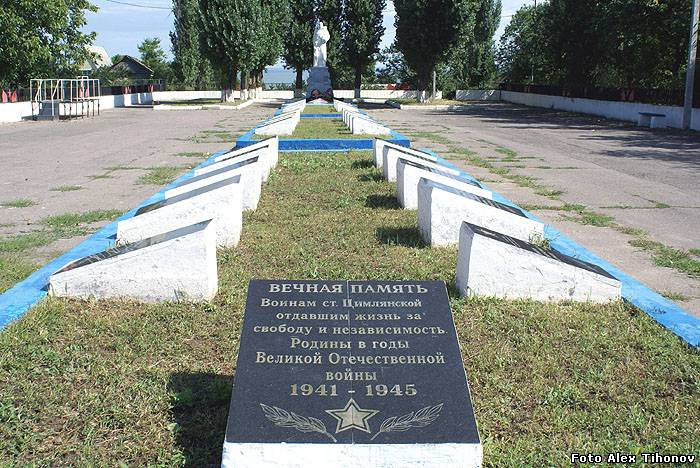 ВЕЧНАЯ ПАМЯТЬ
Воинам ст. Цимлянской
отдавшим жизнь за
свободу и независимость.
Родины в годы
Великой Отечественной
войны
1941 - 1945
Foto Alex Tihonov